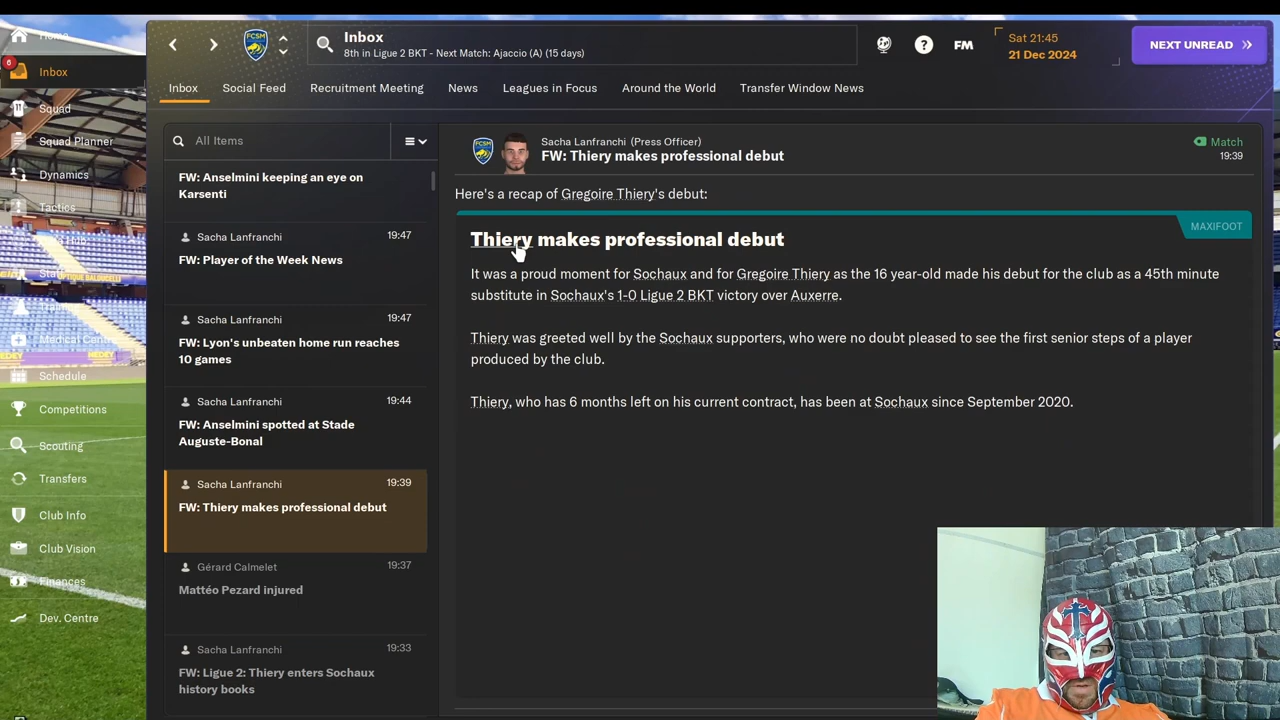 Home
6
Inbox
Squad
Squad Planner
Dynamics
Tactics
Medical Centre
Schedule
Competitions
Scouting
Transfers
Club Info
Club Vision
Finances
Dev. Centre
FCSM
Inbox
8th in Ligue 2 BKT - Next Match: Ajaccio (A) (15 days)
?
FM
Sat 21:45
21 Dec 2024
NEXT UNREAD
Inbox
Social Feed
Recruitment Meeting
News
Leagues in Focus
Around the World
Transfer Window News
All Items
FW: Anselmini keeping an eye on
Karsenti
Sacha Lanfranchi 19:47
FW: Player of the Week News
Sacha Lanfranchi 19:47
FW: Lyon's unbeaten home run reaches
10 games
Sacha Lanfranchi 19:44
FW: Anselmini spotted at Stade
Auguste-Bonal
Sacha Lanfranchi 19:39
FW: Thiery makes professional debut
Gérard Calmelet 19:37
Mattéo Pezard injured
Sacha Lanfranchi 19:33
FW: Ligue 2: Thiery enters Sochaux
history books
FCSM
Sacha Lanfranchi (Press Officer)
FW: Thiery makes professional debut
Match
19:39
Here's a recap of Gregoire Thiery's debut:
MAXIFOOT
Thiery makes professional debut
It was a proud moment for Sochaux and for Gregoire Thiery as the 16 year-old made his debut for the club as a 45th minute
substitute in Sochaux's 1-0 Ligue 2 BKT victory over Auxerre.
Thiery was greeted well by the Sochaux supporters, who were no doubt pleased to see the first senior steps of a player
produced by the club.
Thiery, who has 6 months left on his current contract, has been at Sochaux since September 2020.